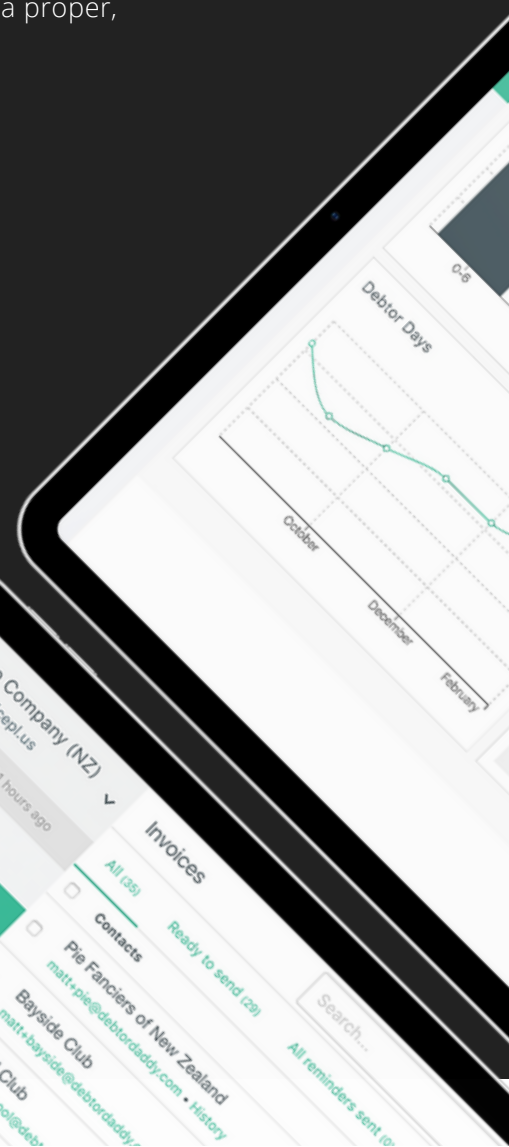 a proper,
0-6
Debtor Days
October
December
February
Company (NZ)
hours ago
Invoices
All (35)
Ready to send (29)
All reminders sent
Search...
Contacts
Pie Fanciers of New Zealand
matt+pie@debtordaddy.com • History
Bayside Club
matt+bayside@debtordaddy.
Club